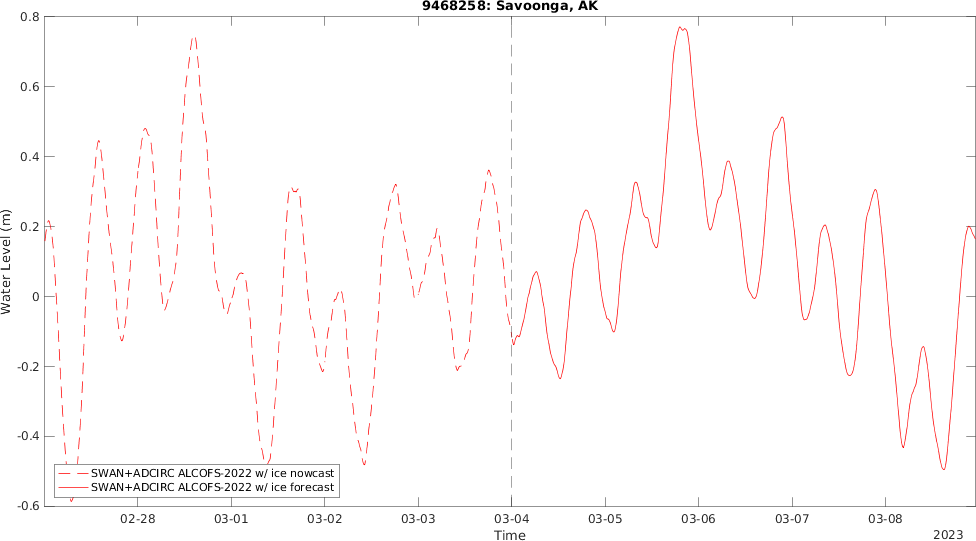 9468258: Savoonga, AK
0.8
0.6
0.4
0.2
0
-0.2
-0.4
-0.6
Water Level (m)
SWAN+ADCIRC ALCOFS-2022 w/ ice nowcast
SWAN+ADCIRC ALCOFS-2022 w/ ice forecast
02-28 03-01 03-02 03-03 03-04 03-05 03-06 03-07 03-08
Time
2023